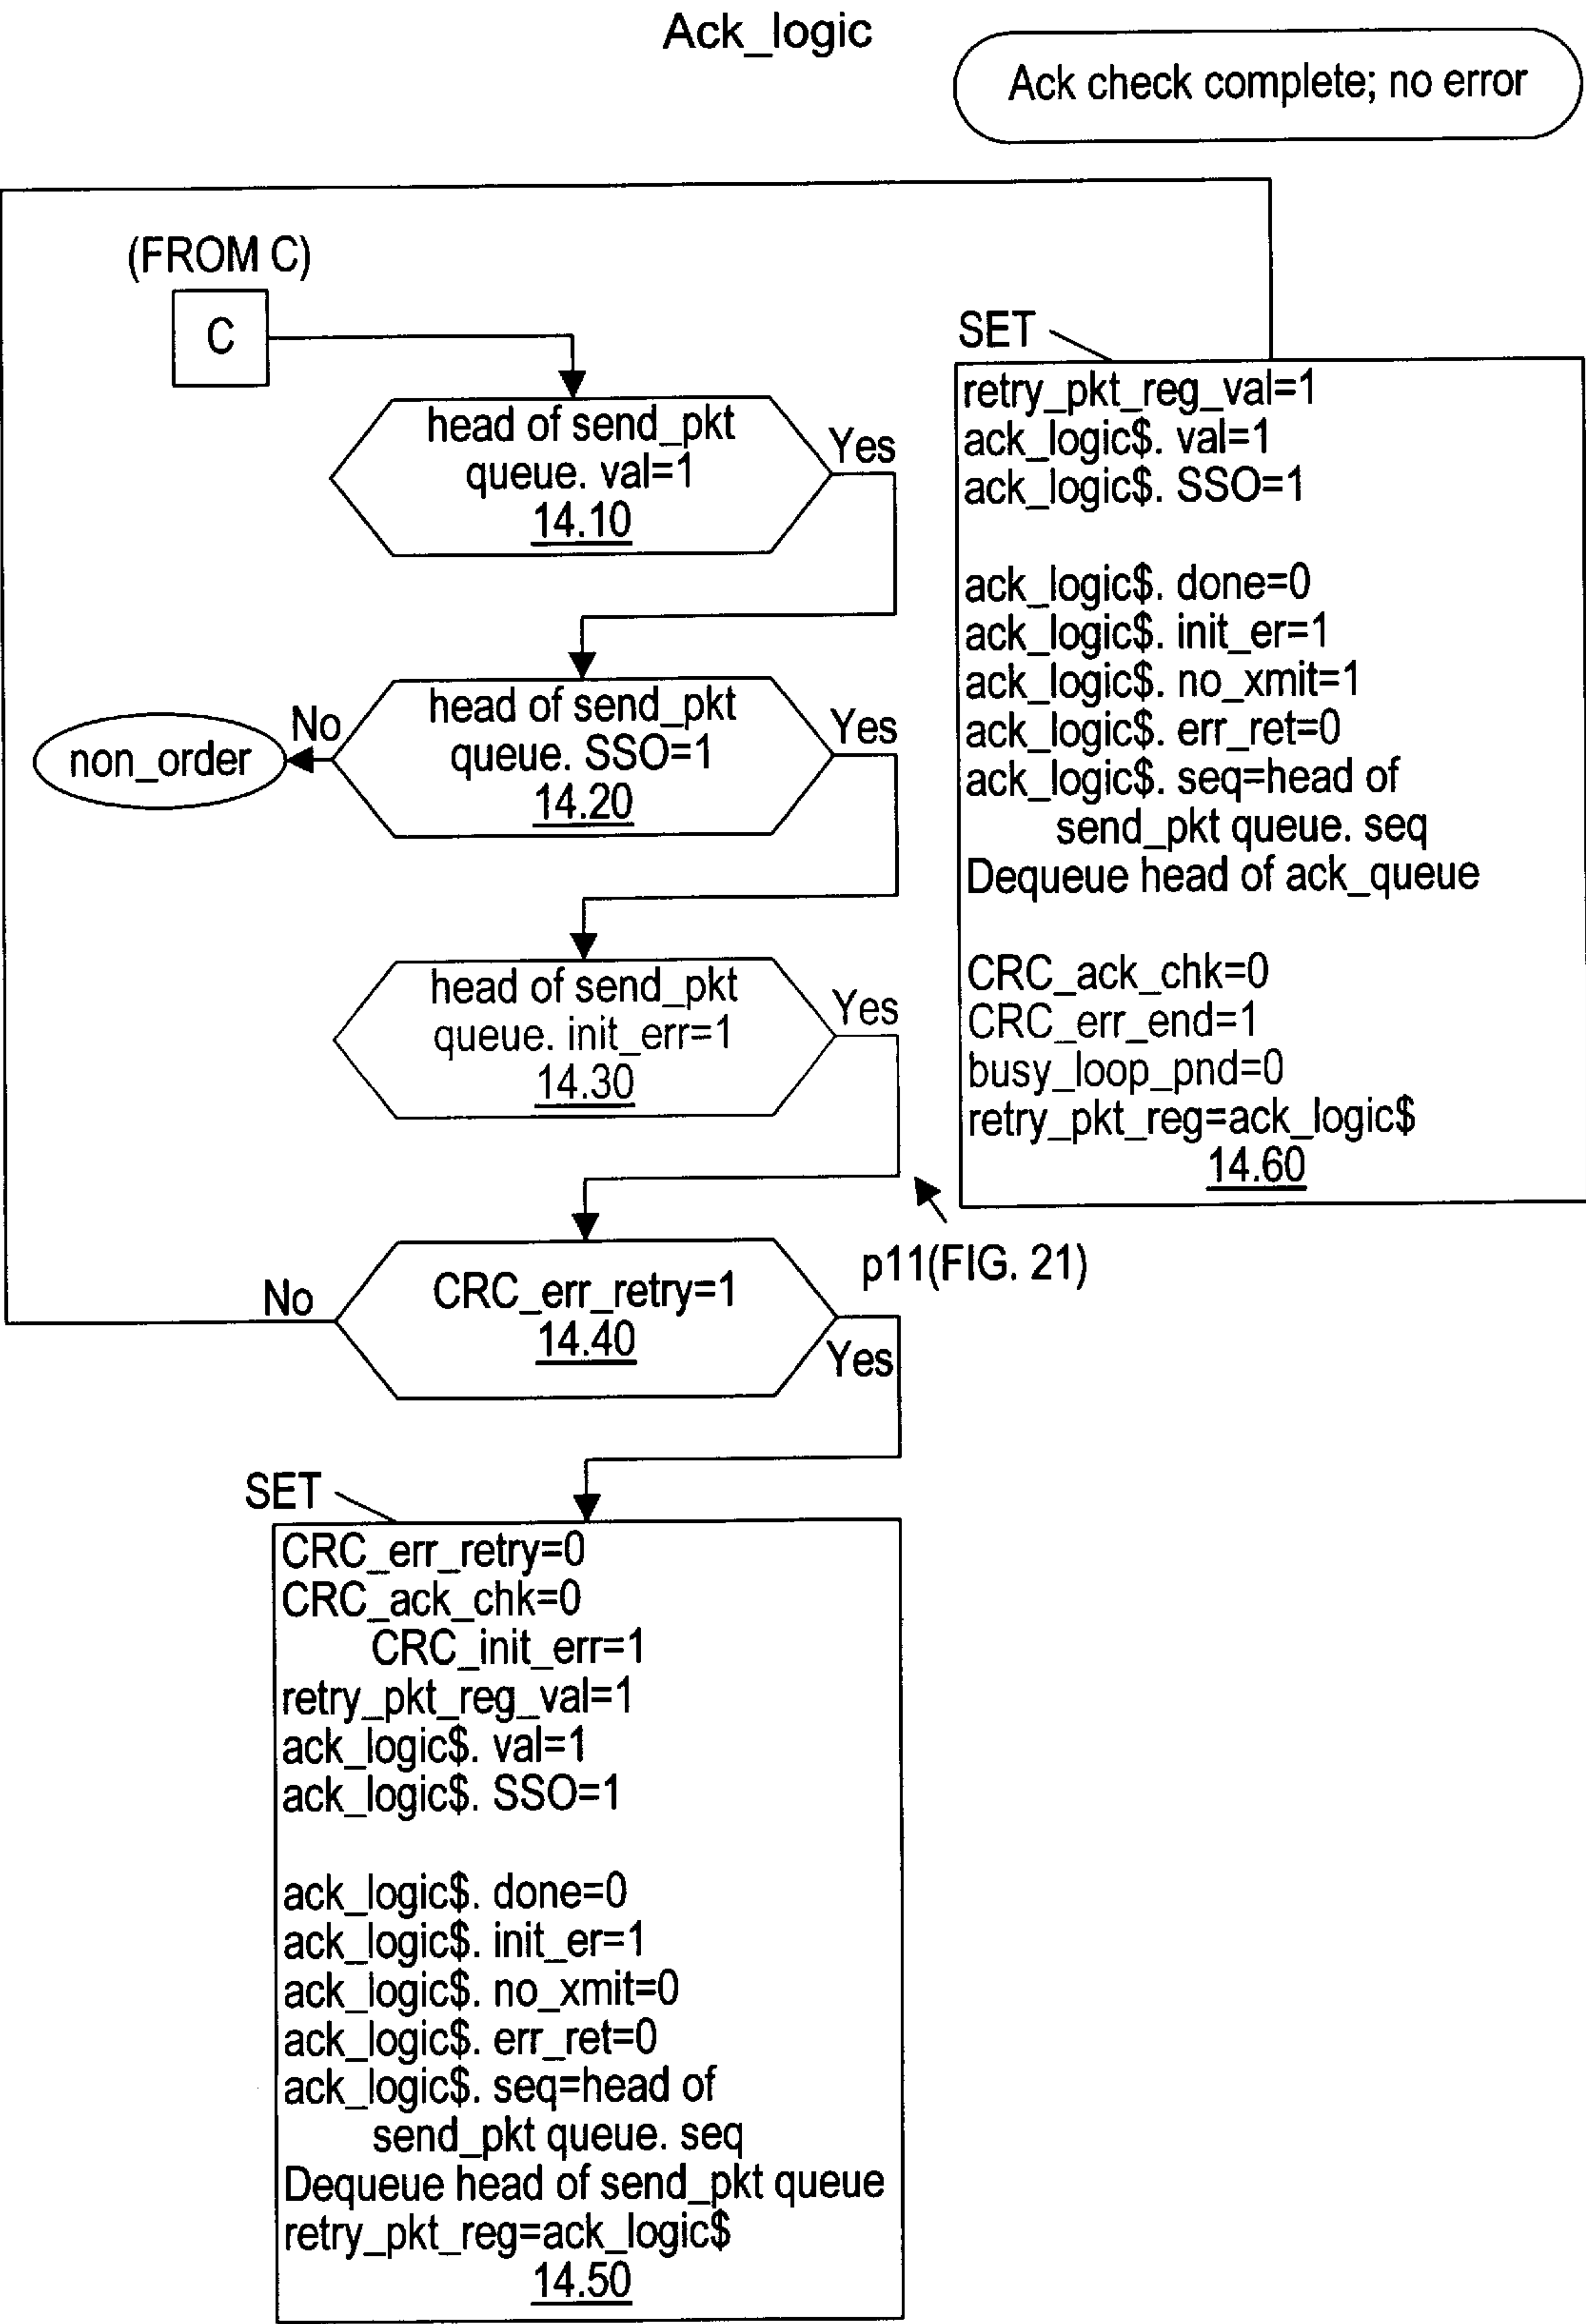 Ack_logic
Ack check complete; no error
(FROM C)
C
head of send_pkt
queue. val=1
14.10
Yes
head of send_pkt
queue. SSO=1
14.20
No
Yes
non_order
head of send_pkt
queue. init_err=1
14.30
Yes
p11(FIG. 21)
CRC_err_retry=1
14.40
No
Yes
SET
CRC_err_retry=0
CRC_ack_chk=0
CRC_init_err=1
retry_pkt_reg_val=1
ack_logic$. val=1
ack_logic$. SSO=1
ack_logic$. done=0
ack_logic$. init_er=1
ack_logic$. no_xmit=0
ack_logic$. err_ret=0
ack_logic$. seq=head of
send_pkt queue. seq
Dequeue head of send_pkt queue
retry_pkt_reg=ack_logic$
14.50
SET
retry_pkt_reg_val=1
ack_logic$. val=1
ack_logic$. SSO=1
ack_logic$. done=0
ack_logic$. init_er=1
ack_logic$. no_xmit=1
ack_logic$. err_ret=0
ack_logic$. seq=head of
send_pkt queue. seq
Dequeue head of ack_queue
CRC_ack_chk=0
CRC_err_end=1
busy_loop_pnd=0
retry_pkt_reg=ack_logic$
14.60